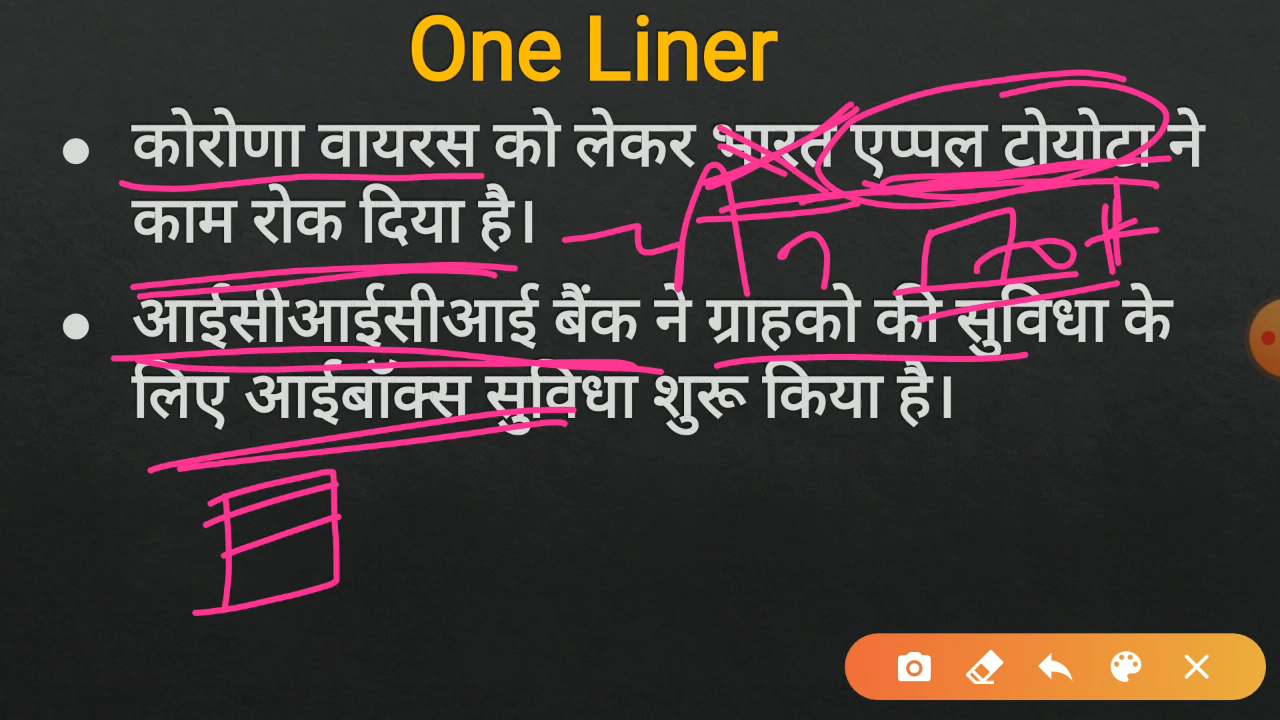 One Liner
कोरोणा वायरस को लेकर भारत एप्पल टोयोटा ने
काम रोक दिया है।
आईसीआईसीआई बैंक ने ग्राहको की सुविधा के
लिए आईबॉक्स सुविधा शुरू किया है।